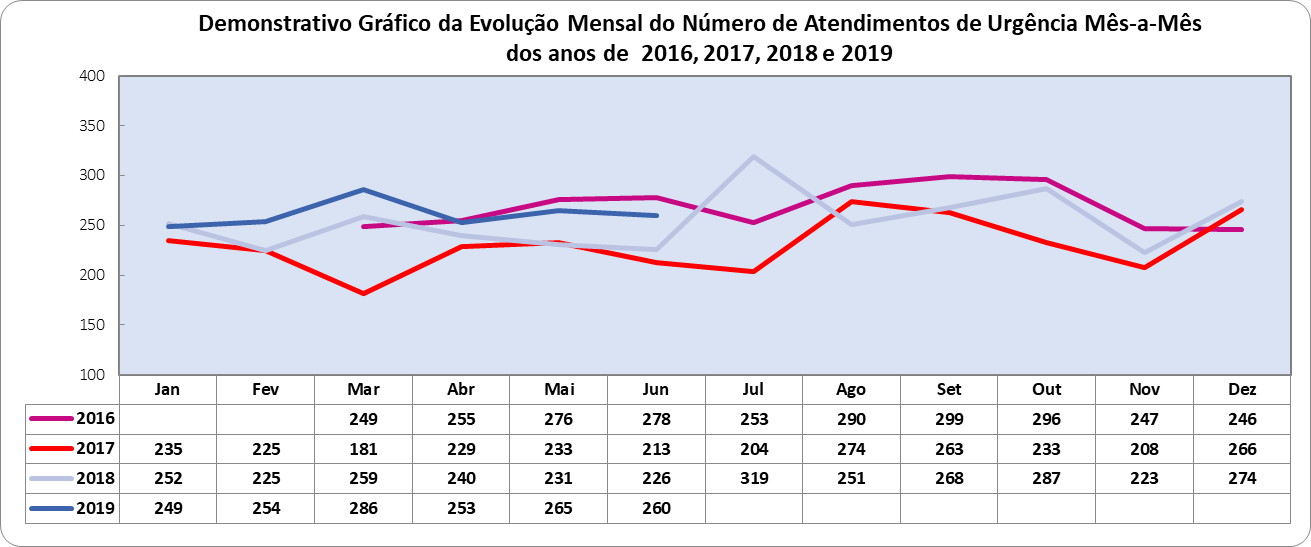 Demonstrativo Gráfico da Evolução Mensal do Número de Atendimentos de Urgência Mês-a-Mês
dos anos de 2016, 2017, 2018 e 2019
400
350
300
250
200
150
100
Jan Fev Mar Abr Mai Jun Jul Ago Set Out Nov Dez
2016 249 255 276 278 253 290 299 296 247 246
2017 235 225 181 229 233 213 204 274 263 233 208 266
2018 252 225 259 240 231 226 319 251 268 287 223 274
2019 249 254 286 253 265 260